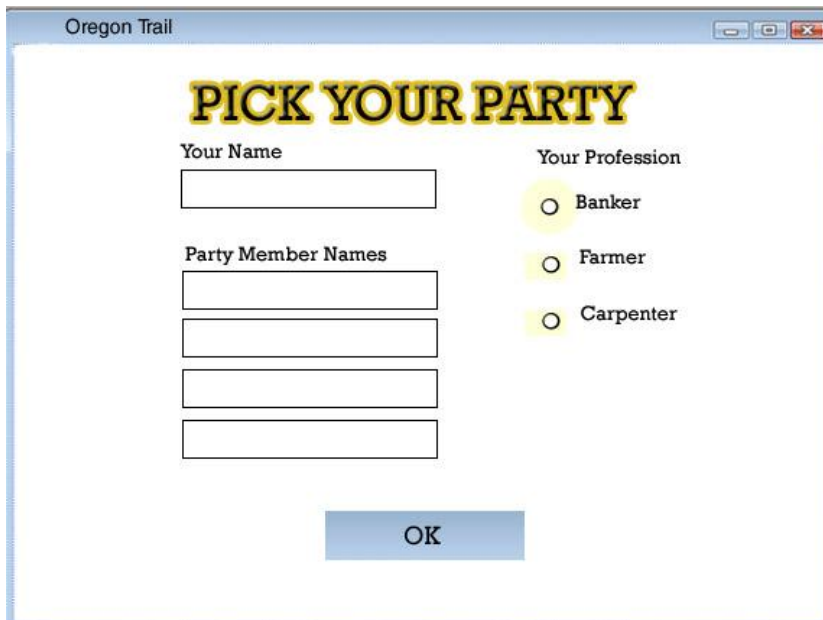 Oregon Trail
PICK YOUR PARTY
Your Name
Your Profession
Banker
Party Member Names
Farmer
Carpenter
OK